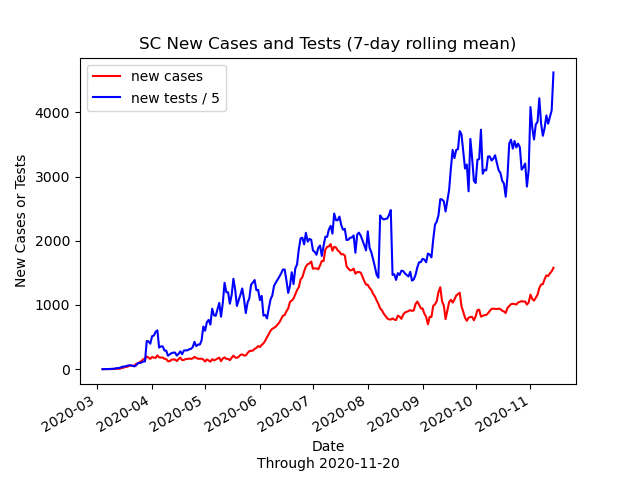 SC New Cases and Tests (7-day rolling mean)
new cases
new tests / 5
New Cases or Tests
4000
3000
2000
1000
0
2020-03
2020-04
2020-05
2020-06
2020-07
2020-08
2020-09
2020-10
2020-11
Date
Through 2020-11-20